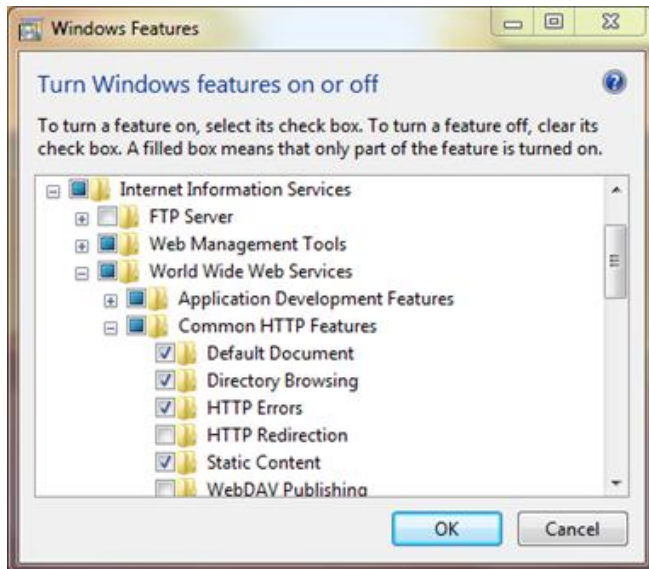 Windows Features
Turn Windows features on or off
To turn a feature on, select its check box. To turn a feature off, clear its
check box. A filled box means that only part of the feature is turned on.
Internet Information Services
FTP Server
Web Management Tools
World Wide Web Services
Application Development Features
Common HTTP Features
Default Document
Directory Browsing
HTTP Errors
HTTP Redirection
Static Content
WebDAV Publishing
OK Cancel